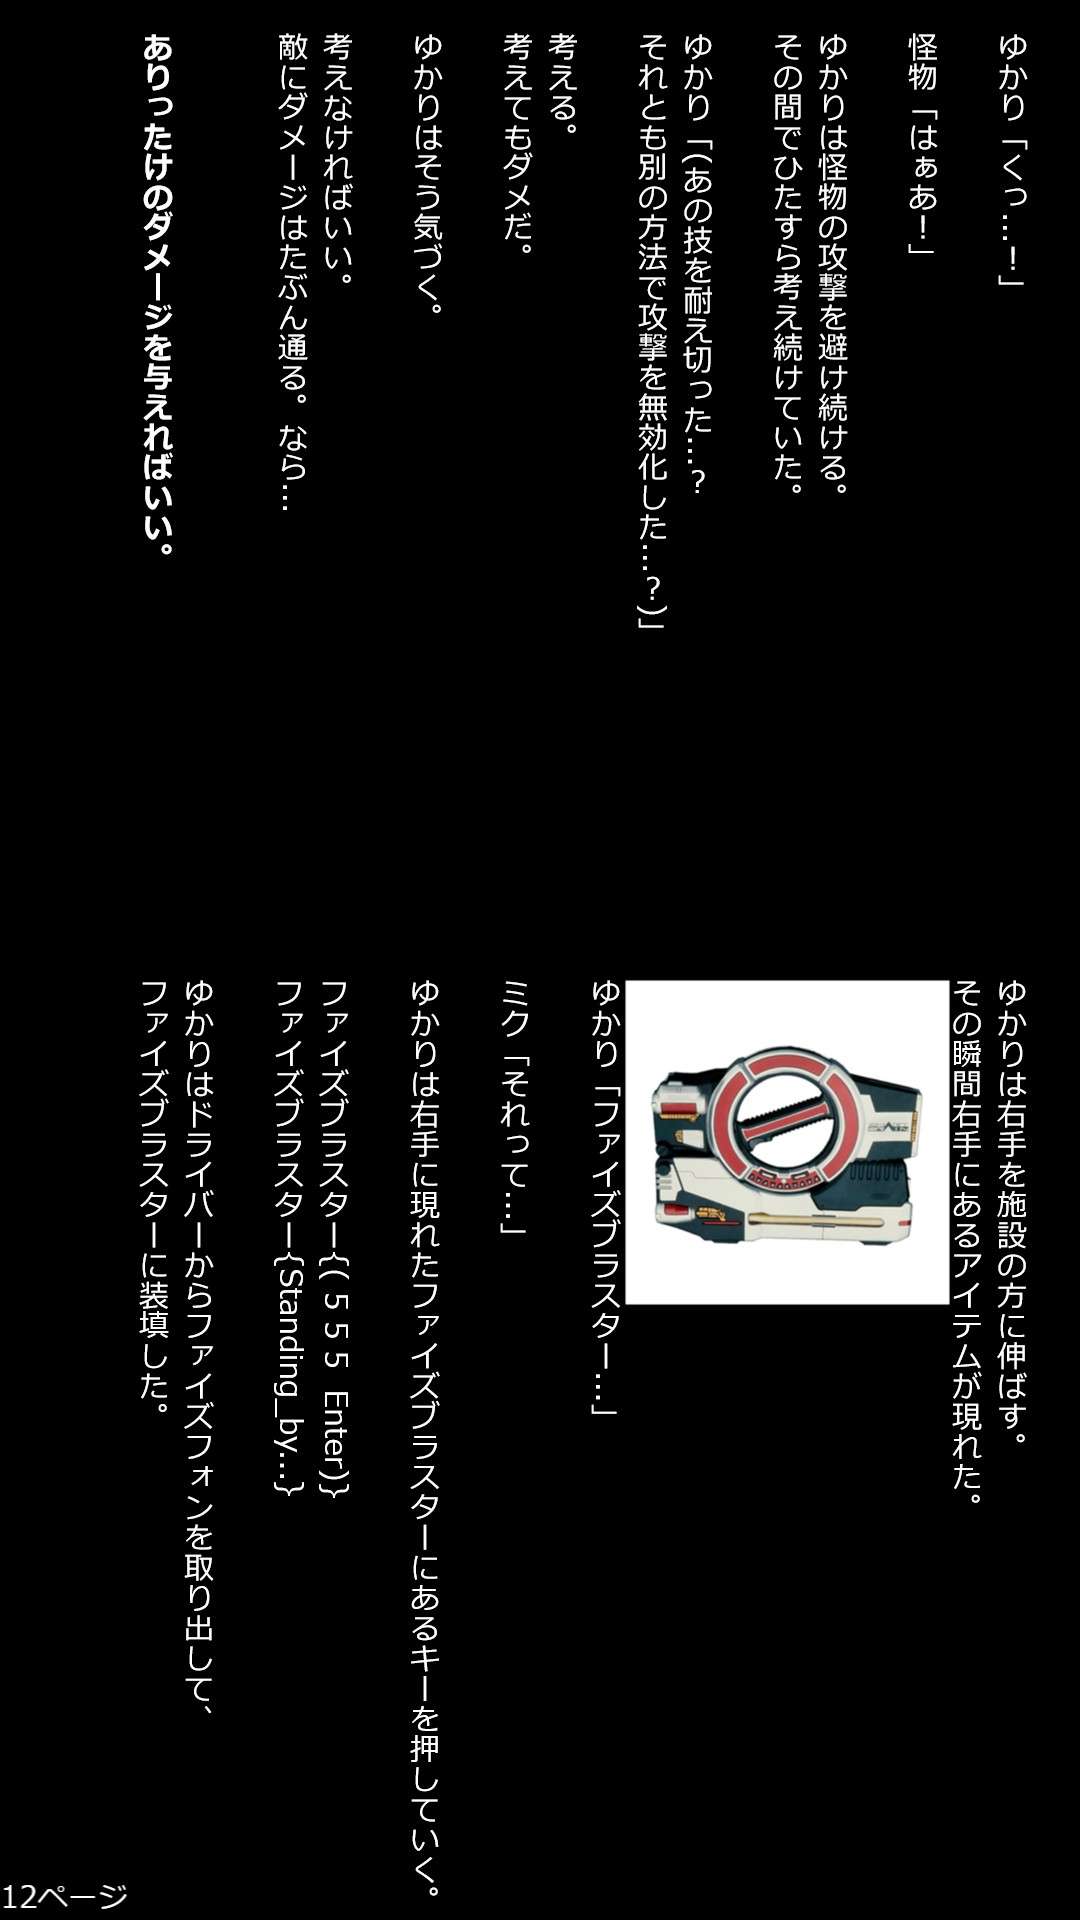 ゆかり「くっ…！」
怪物「はぁあ！」
ゆかりは怪物の攻撃を避け続ける。
その間でひたすら考え続けていた。
ゆかり「(あの技を耐え切った…？
それとも別の方法で攻撃を無効化した…？)」
考える。
考えてもダメだ。
ゆかりはそう気づく。
考えなければいい。
敵にダメージはたぶん通る。なら…
ありったけのダメージを与えればいい。
ゆかりは右手を施設の方に伸ばす。
その瞬間右手にあるアイテムが現れた。
ゆかり「ファイズブラスター…」
ミク「それって…」
ゆかりは右手に現れたファイズブラスターにあるキーを押していく。
ファイズブラスター{( 5 5 5 Enter)}
ファイズブラスター{Standing_by…}
ゆかりはドライバーからファイズフォンを取り出して、
ファイズブラスターに装填した。
12ページ